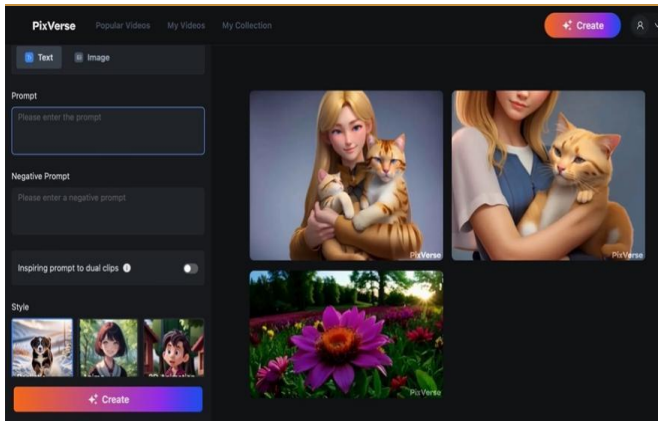 PixVerse
Popular Videos
My Videos
My Collection
Create
Text
Image
Prompt
Please enter the prompt
Negative Prompt
Please enter a negative prompt
Inspiring prompt to dual clips
Style
Create
PixVerse
PixVerse
PixVerse